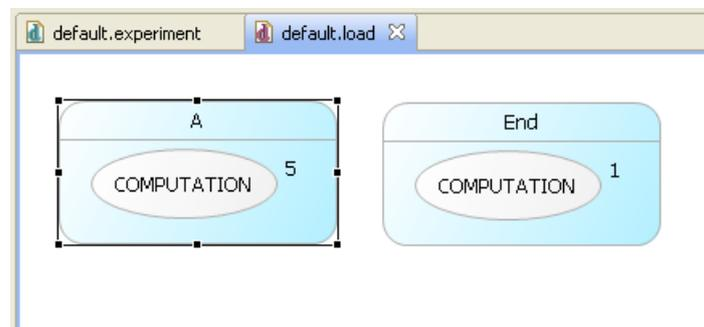 default.experiment
default.load
A
COMPUTATION
5
End
COMPUTATION
1